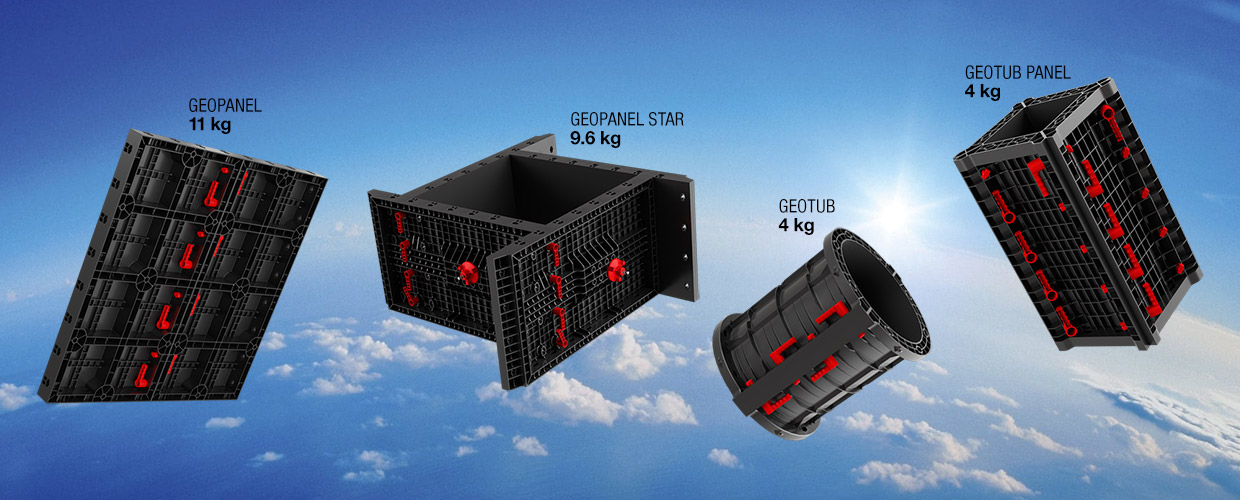 GEOPANEL
11 kg
GEOPANEL STAR
9.6 kg
GEOTUB
4 kg
GEOTUB PANEL
4 kg